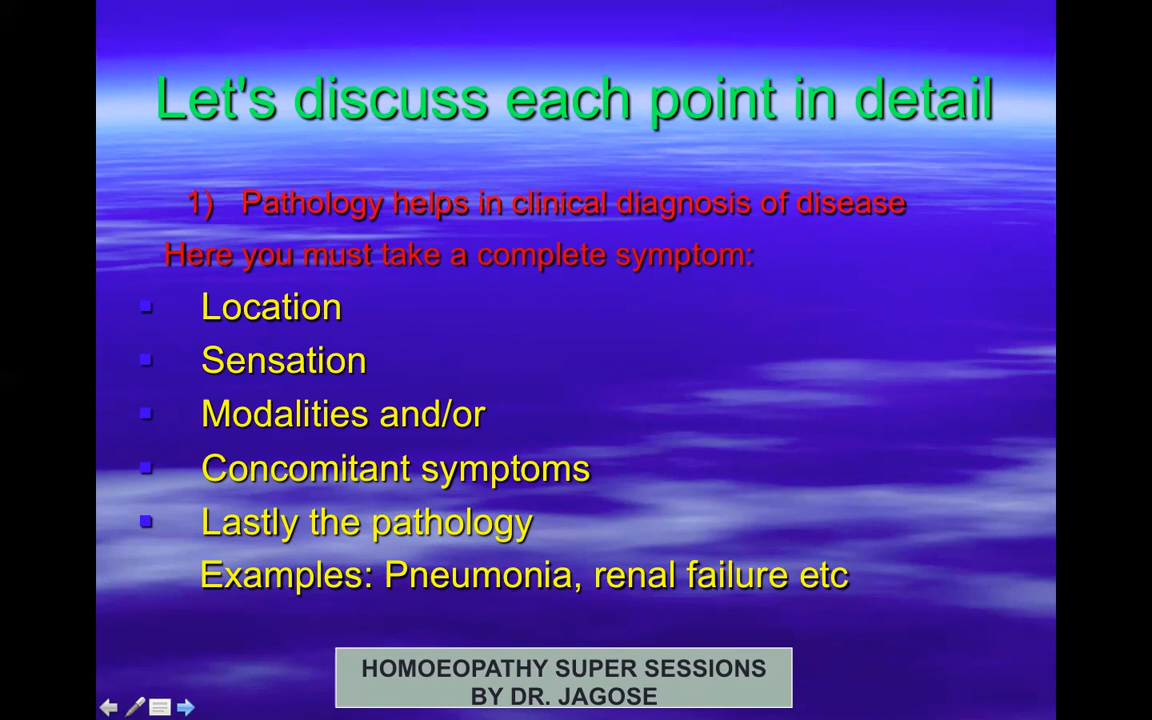 Let's discuss each point in detail
1) Pathology helps in clinical diagnosis of disease
Here you must take a complete symptom:
▪ Location
▪ Sensation
▪ Modalities and/or
▪ Concomitant symptoms
▪ Lastly the pathology
Examples: Pneumonia, renal failure etc
HOMOEOPATHY SUPER SESSIONS
BY DR. JAGOSE